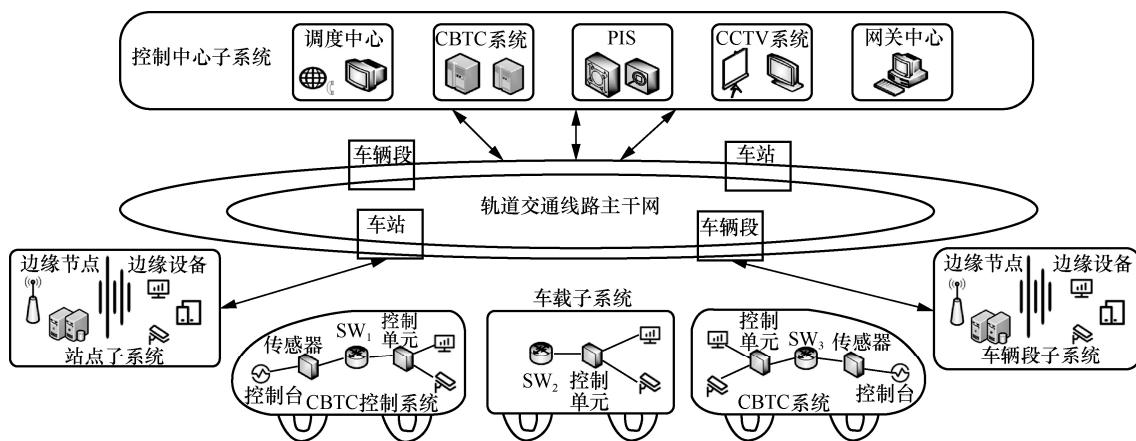 控制中心子系统
调度中心
CBTC系统
PIS
CCTV系统
网关中心
车辆段
车站
轨道交通线路主干网
车站
车辆段
边缘节点
边缘设备
站点子系统
车载子系统
边缘节点
边缘设备
车辆段子系统
传感器
SW₁
控制
单元
控制台
CBTC控制系统
SW₂
控制
单元
控制
单元
SW₃
传感器
控制台
CBTC系统